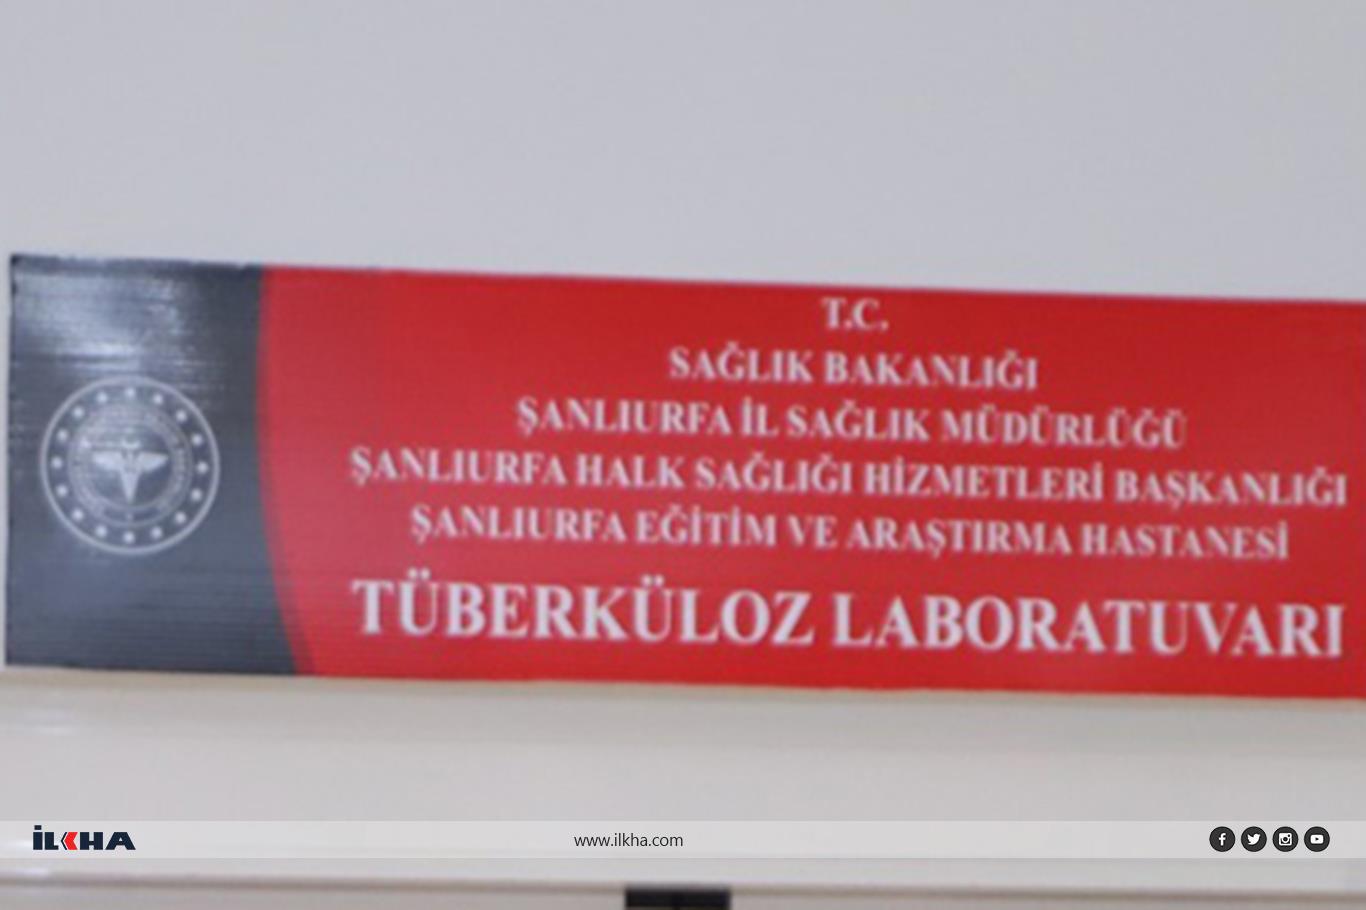 T.C.
SAĞLIK BAKANLIĞI
ŞANLIURFA İL SAĞLIK MÜDÜRLÜĞÜ
ŞANLIURFA HALK SAĞLIĞI HİZMETLERİ BAŞKANLIĞI
ŞANLIURFA EĞİTİM VE ARAŞTIRMA HASTANESİ
TÜBERKÜLOZ LABORATUVARI
İLKHA
www.ilkha.com